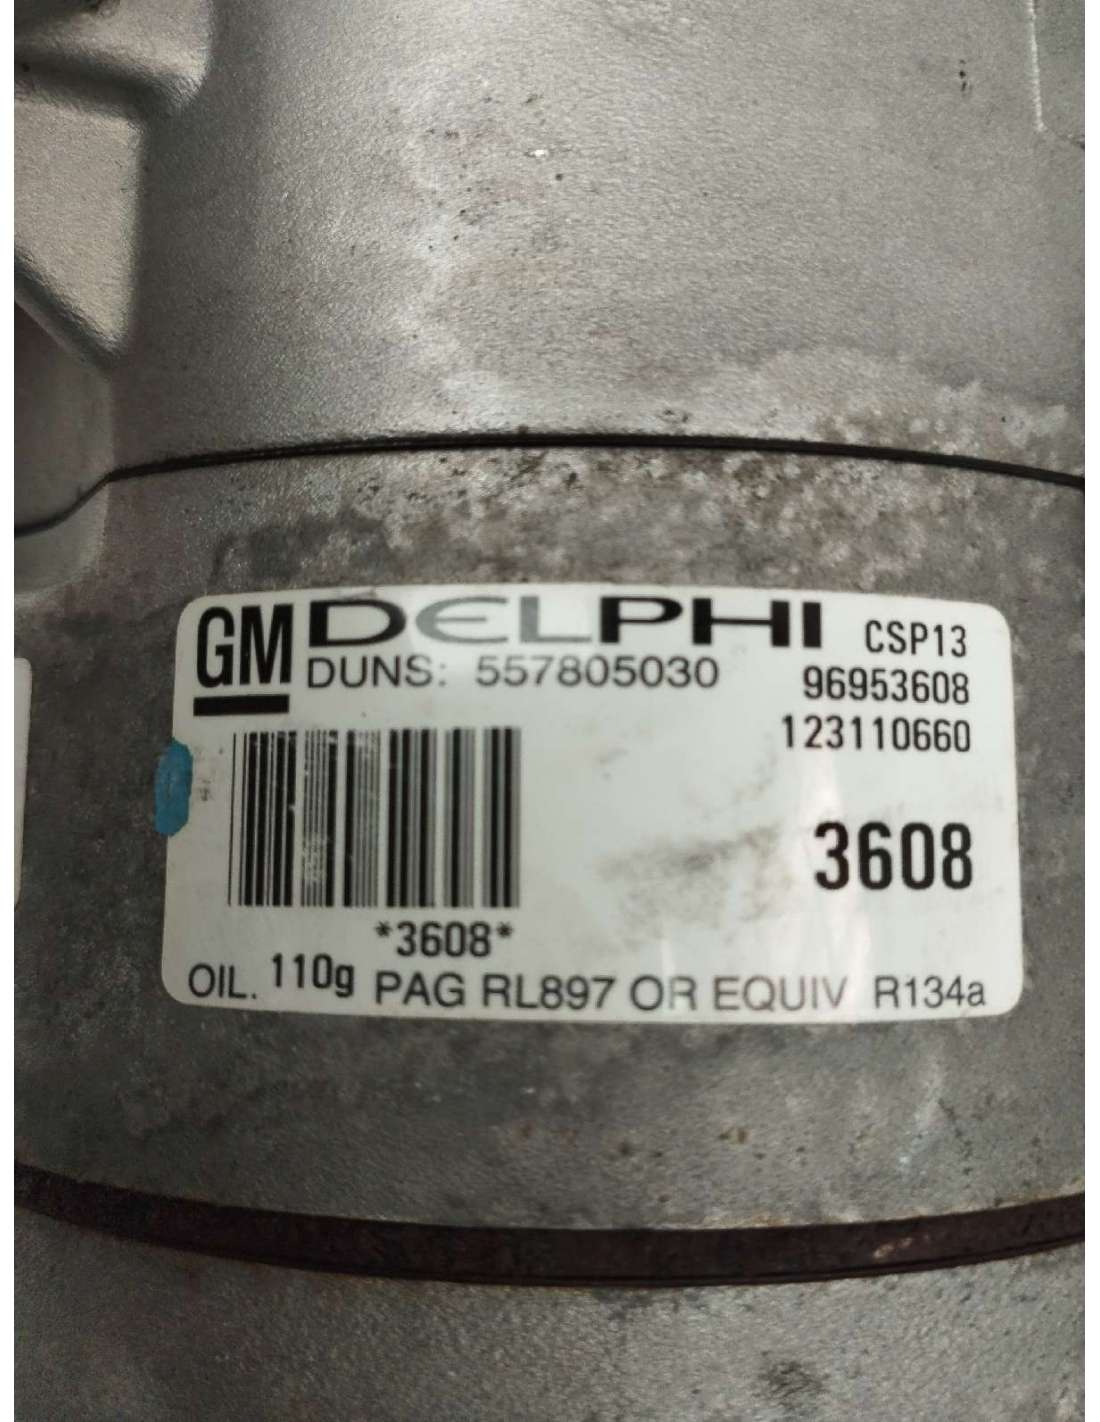 GM DELPHI CSP13
DUNS: 557805030 96953608
123110660
3608
*3608*
OIL. 110g PAG RL897 OR EQUIV R134a